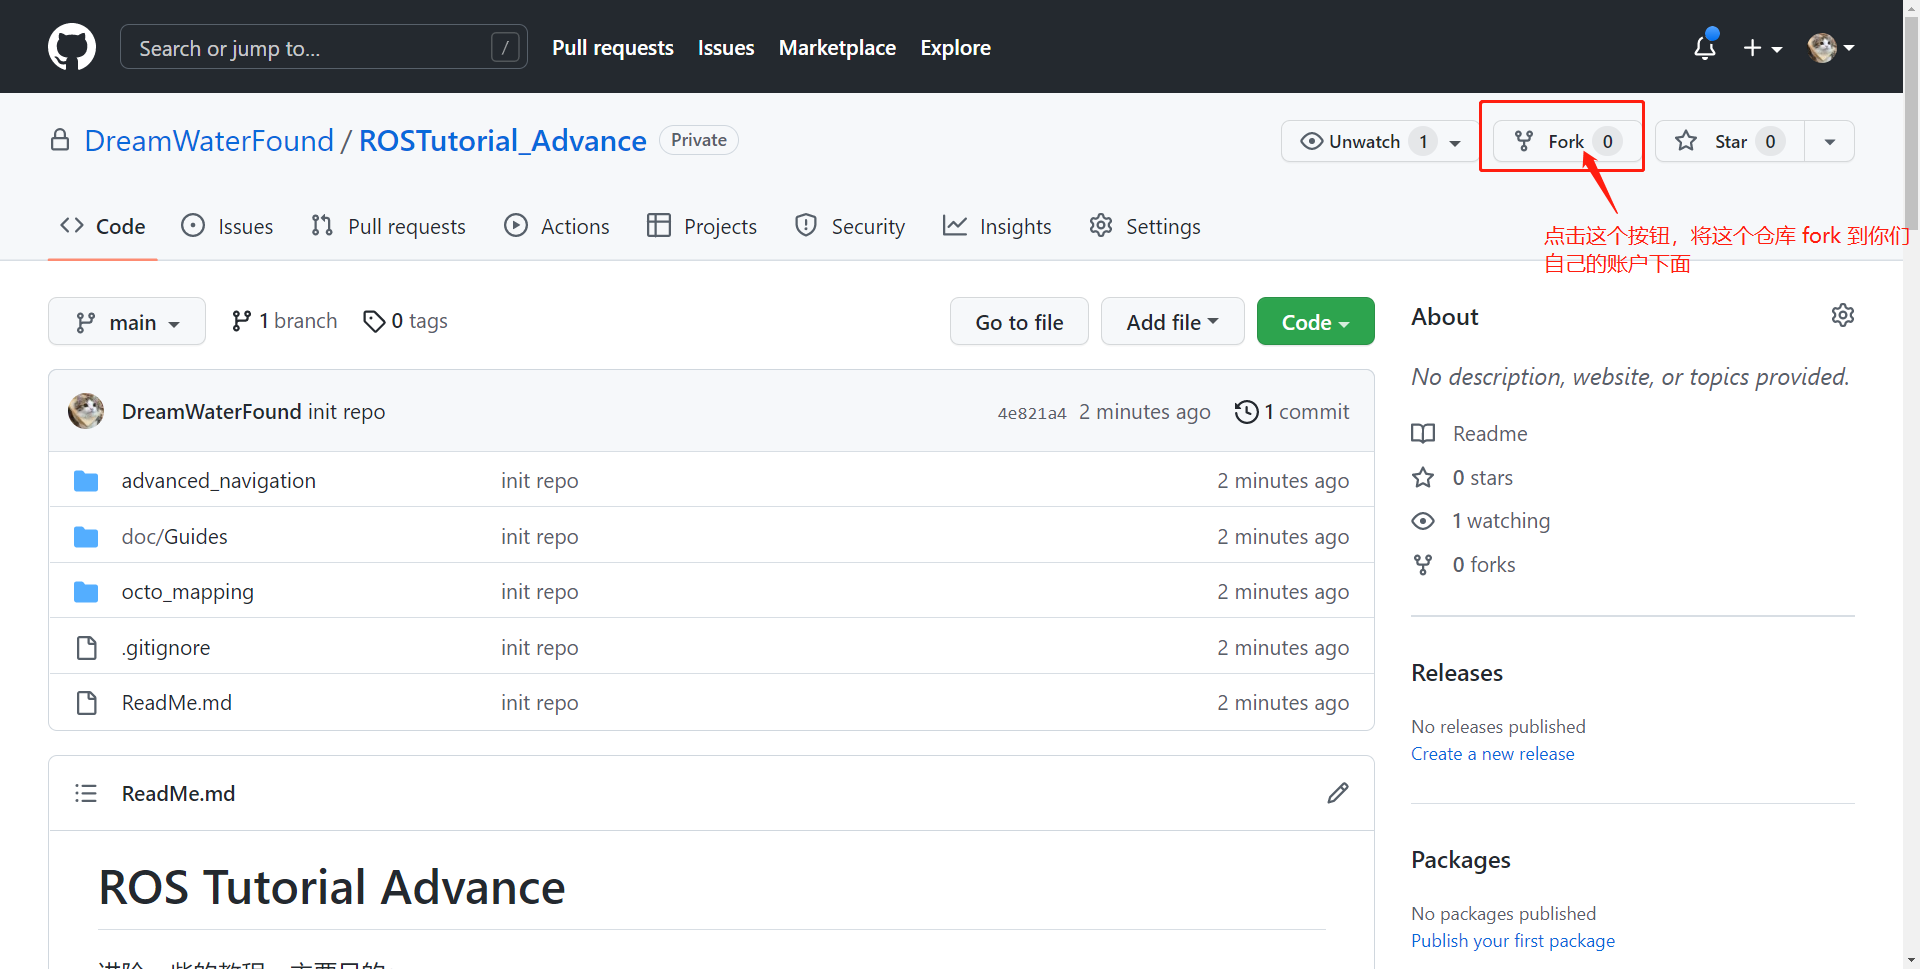 Search or jump to... /
Pull requests Issues Marketplace Explore
DreamWaterFound / ROSTutorial_Advance Private
Unwatch 1 Fork 0 Star 0
Code Issues Pull requests Actions Projects Security Insights Settings
点击这个按钮，将这个仓库 fork 到你们
自己的账户下面
main 1 branch 0 tags Go to file Add file Code
DreamWaterFound init repo 4e821a4 2 minutes ago 1 commit
advanced_navigation init repo 2 minutes ago
doc/Guides init repo 2 minutes ago
octo_mapping init repo 2 minutes ago
.gitignore init repo 2 minutes ago
ReadMe.md init repo 2 minutes ago
ReadMe.md
ROS Tutorial Advance
About
No description, website, or topics provided.
Readme
0 stars
1 watching
0 forks
Releases
No releases published
Create a new release
Packages
No packages published
Publish your first package